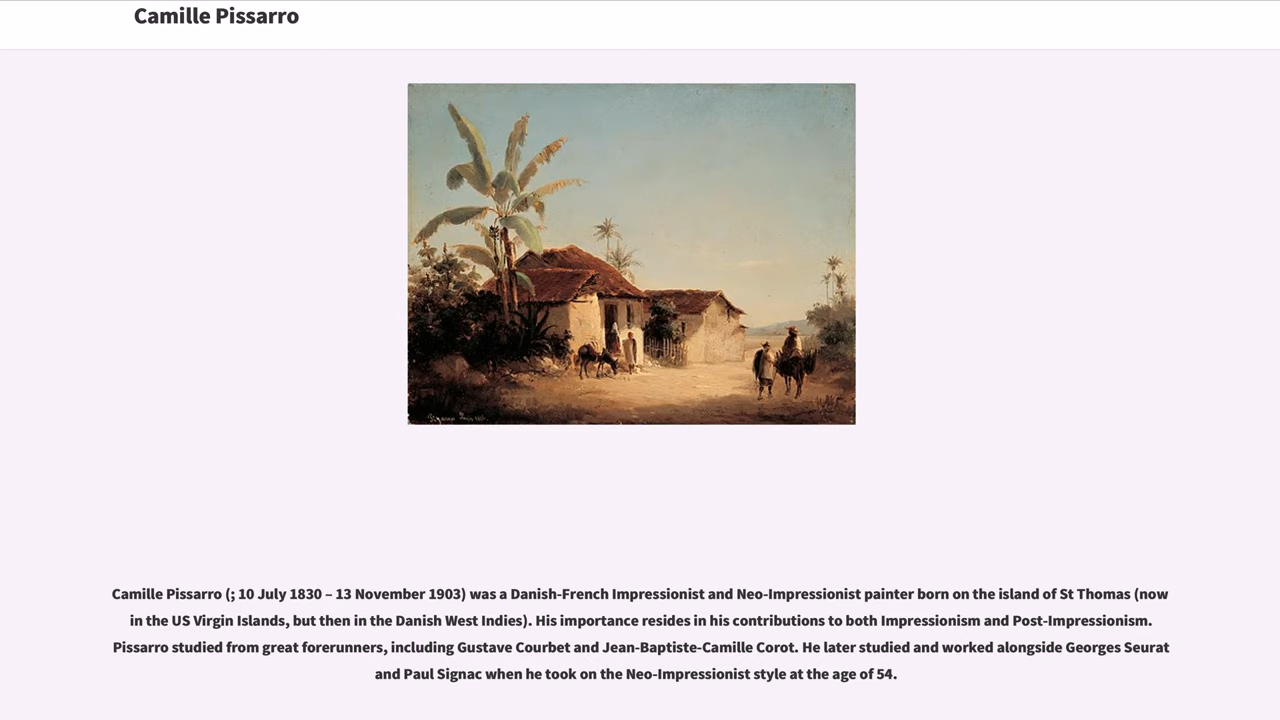 Camille Pissarro
Camille Pissarro (; 10 July 1830 – 13 November 1903) was a Danish-French Impressionist and Neo-Impressionist painter born on the island of St Thomas (now
in the US Virgin Islands, but then in the Danish West Indies). His importance resides in his contributions to both Impressionism and Post-Impressionism.
Pissarro studied from great forerunners, including Gustave Courbet and Jean-Baptiste-Camille Corot. He later studied and worked alongside Georges Seurat
and Paul Signac when he took on the Neo-Impressionist style at the age of 54.